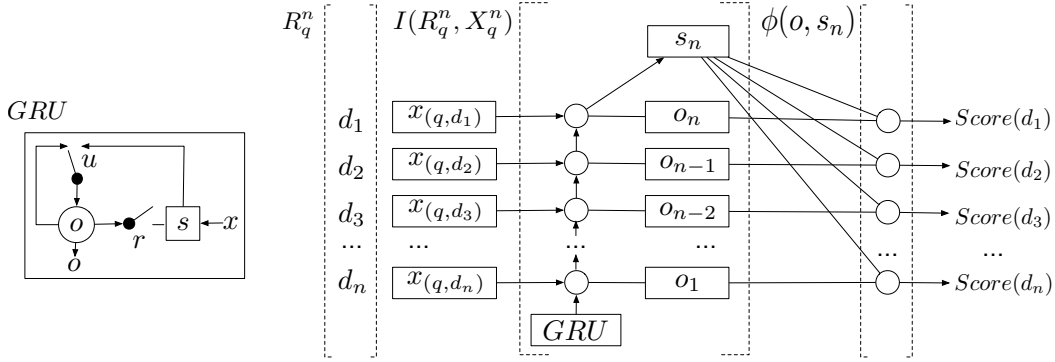 R_q^n I(R_q^n, X_q^n) ϕ(o, s_n)
s_n
GRU
u
o r s x
o
d_1 x_(q,d_1) o_n Score(d_1)
d_2 x_(q,d_2) o_{n−1} Score(d_2)
d_3 x_(q,d_3) o_{n−2} Score(d_3)
... ... ... ... ... ...
d_n x_(q,d_n) o_1 Score(d_n)
GRU